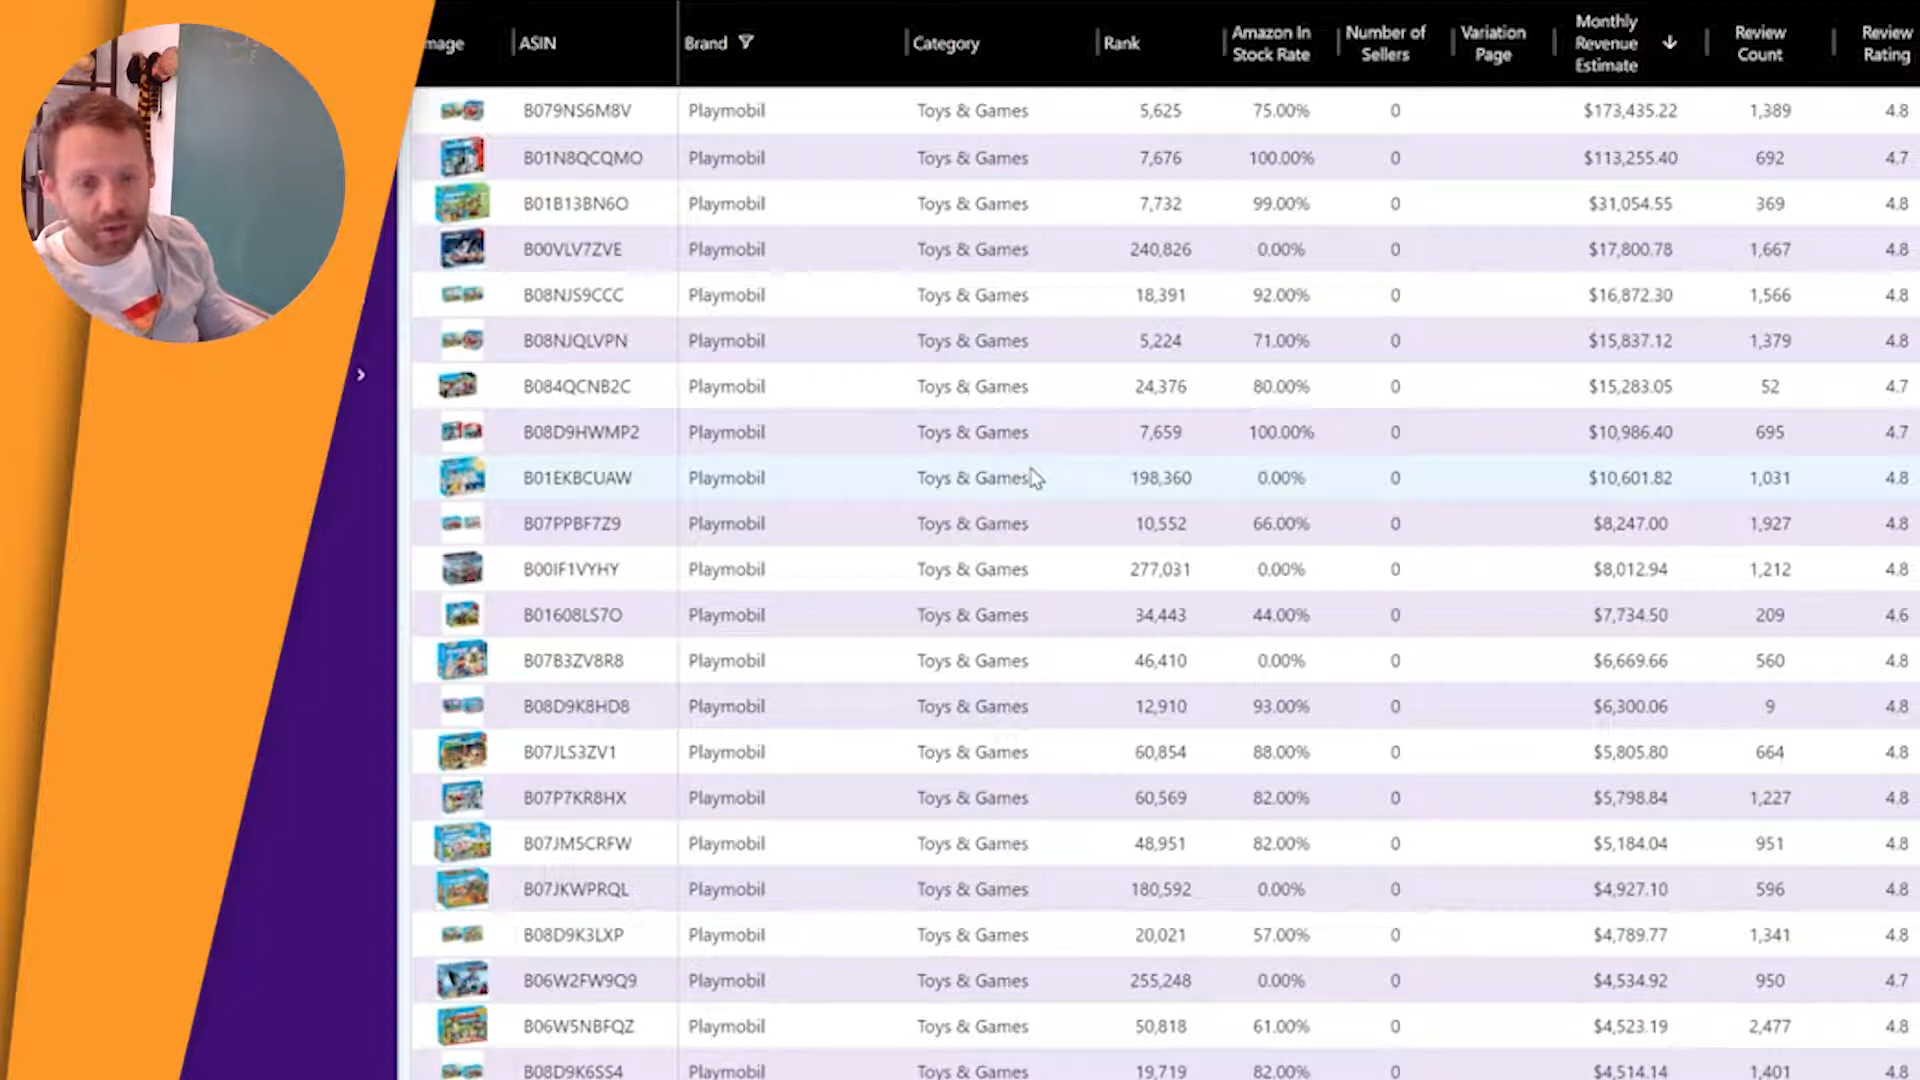 mage ASIN Brand Category Rank Amazon In Stock Rate Number of Sellers Variation Page Monthly Revenue Estimate Review Count Review Rating
B079NS6M8V Playmobil Toys & Games 5,625 75.00% 0 $173,435.22 1,389 4.8
B01N8QCQMO Playmobil Toys & Games 7,676 100.00% 0 $113,255.40 692 4.7
B01B13BN6O Playmobil Toys & Games 7,732 99.00% 0 $31,054.55 369 4.8
B00VLV7ZVE Playmobil Toys & Games 240,826 0.00% 0 $17,800.78 1,667 4.8
B08NJS9CCC Playmobil Toys & Games 18,391 92.00% 0 $16,872.30 1,566 4.8
B08NJQLVPN Playmobil Toys & Games 5,224 71.00% 0 $15,837.12 1,379 4.8
B084QCNB2C Playmobil Toys & Games 24,376 80.00% 0 $15,283.05 52 4.7
B08D9HWMP2 Playmobil Toys & Games 7,659 100.00% 0 $10,986.40 695 4.7
B01EKBCUAW Playmobil Toys & Games 198,360 0.00% 0 $10,601.82 1,031 4.8
B07PPBF7Z9 Playmobil Toys & Games 10,552 66.00% 0 $8,247.00 1,927 4.8
B00IF1VYHY Playmobil Toys & Games 277,031 0.00% 0 $8,012.94 1,212 4.8
B01608LS7O Playmobil Toys & Games 34,443 44.00% 0 $7,734.50 209 4.6
B07B3ZV8R8 Playmobil Toys & Games 46,410 0.00% 0 $6,669.66 560 4.8
B08D9K8HD8 Playmobil Toys & Games 12,910 93.00% 0 $6,300.06 9 4.8
B07JLS3ZV1 Playmobil Toys & Games 60,854 88.00% 0 $5,805.80 664 4.8
B07P7KR8HX Playmobil Toys & Games 60,569 82.00% 0 $5,798.84 1,227 4.8
B07JM5CRFW Playmobil Toys & Games 48,951 82.00% 0 $5,184.04 951 4.8
B07JKWPRQL Playmobil Toys & Games 180,592 0.00% 0 $4,927.10 596 4.8
B08D9K3LXP Playmobil Toys & Games 20,021 57.00% 0 $4,789.77 1,341 4.8
B06W2FW9Q9 Playmobil Toys & Games 255,248 0.00% 0 $4,534.92 950 4.7
B06W5NBFQZ Playmobil Toys & Games 50,818 61.00% 0 $4,523.19 2,477 4.8
B08D9K6SS4 Playmobil Toys & Games 19,719 82.00% 0 $4,514.14 1,401 4.8